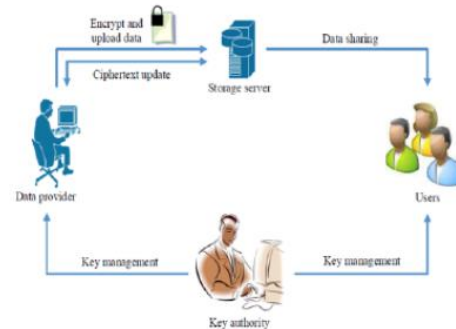 Encrypt and
upload data
Data sharing
Ciphertext update
Storage server
Data provider
Users
Key management
Key management
Key authority